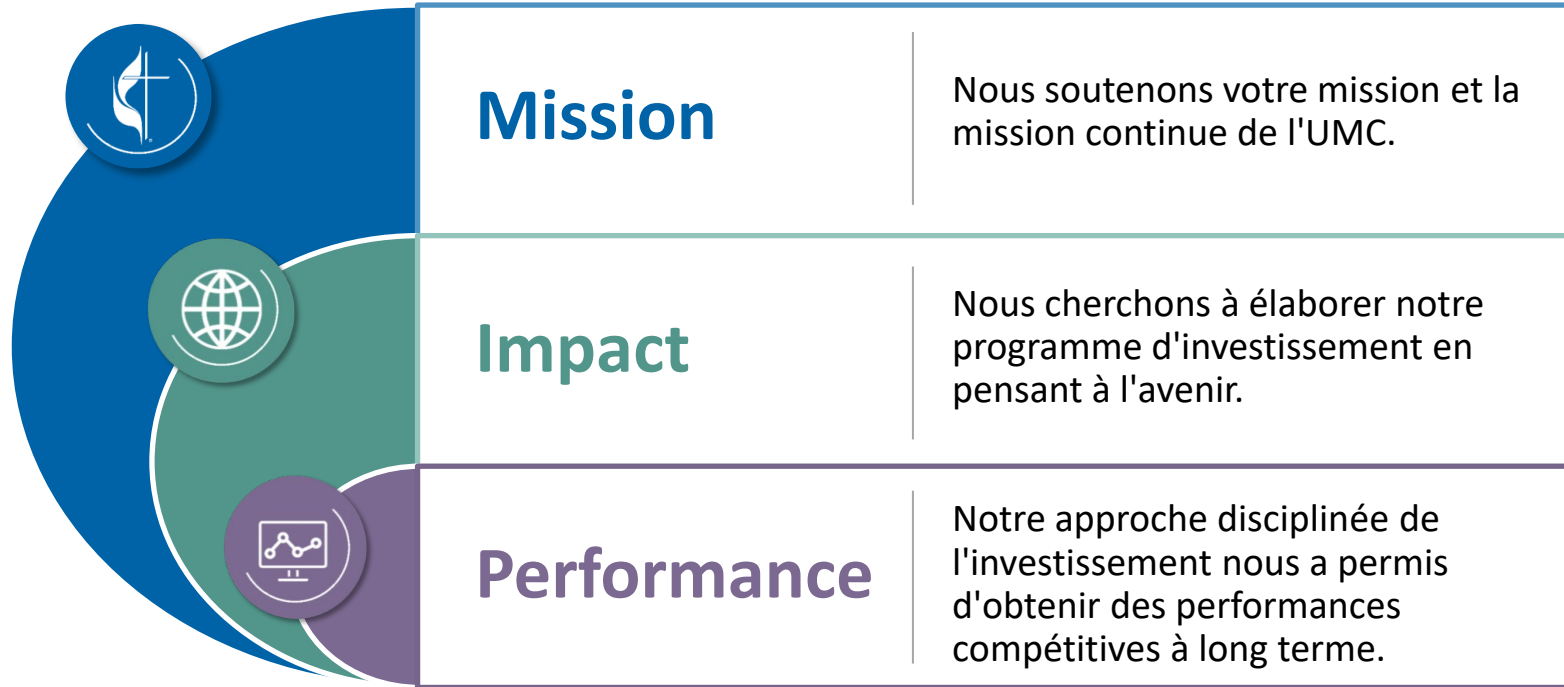 Mission
Nous soutenons votre mission et la
mission continue de l'UMC.
Impact
Nous cherchons à élaborer notre
programme d'investissement en
pensant à l'avenir.
Performance
Notre approche disciplinée de
l'investissement nous a permis
d'obtenir des performances
compétitives à long terme.